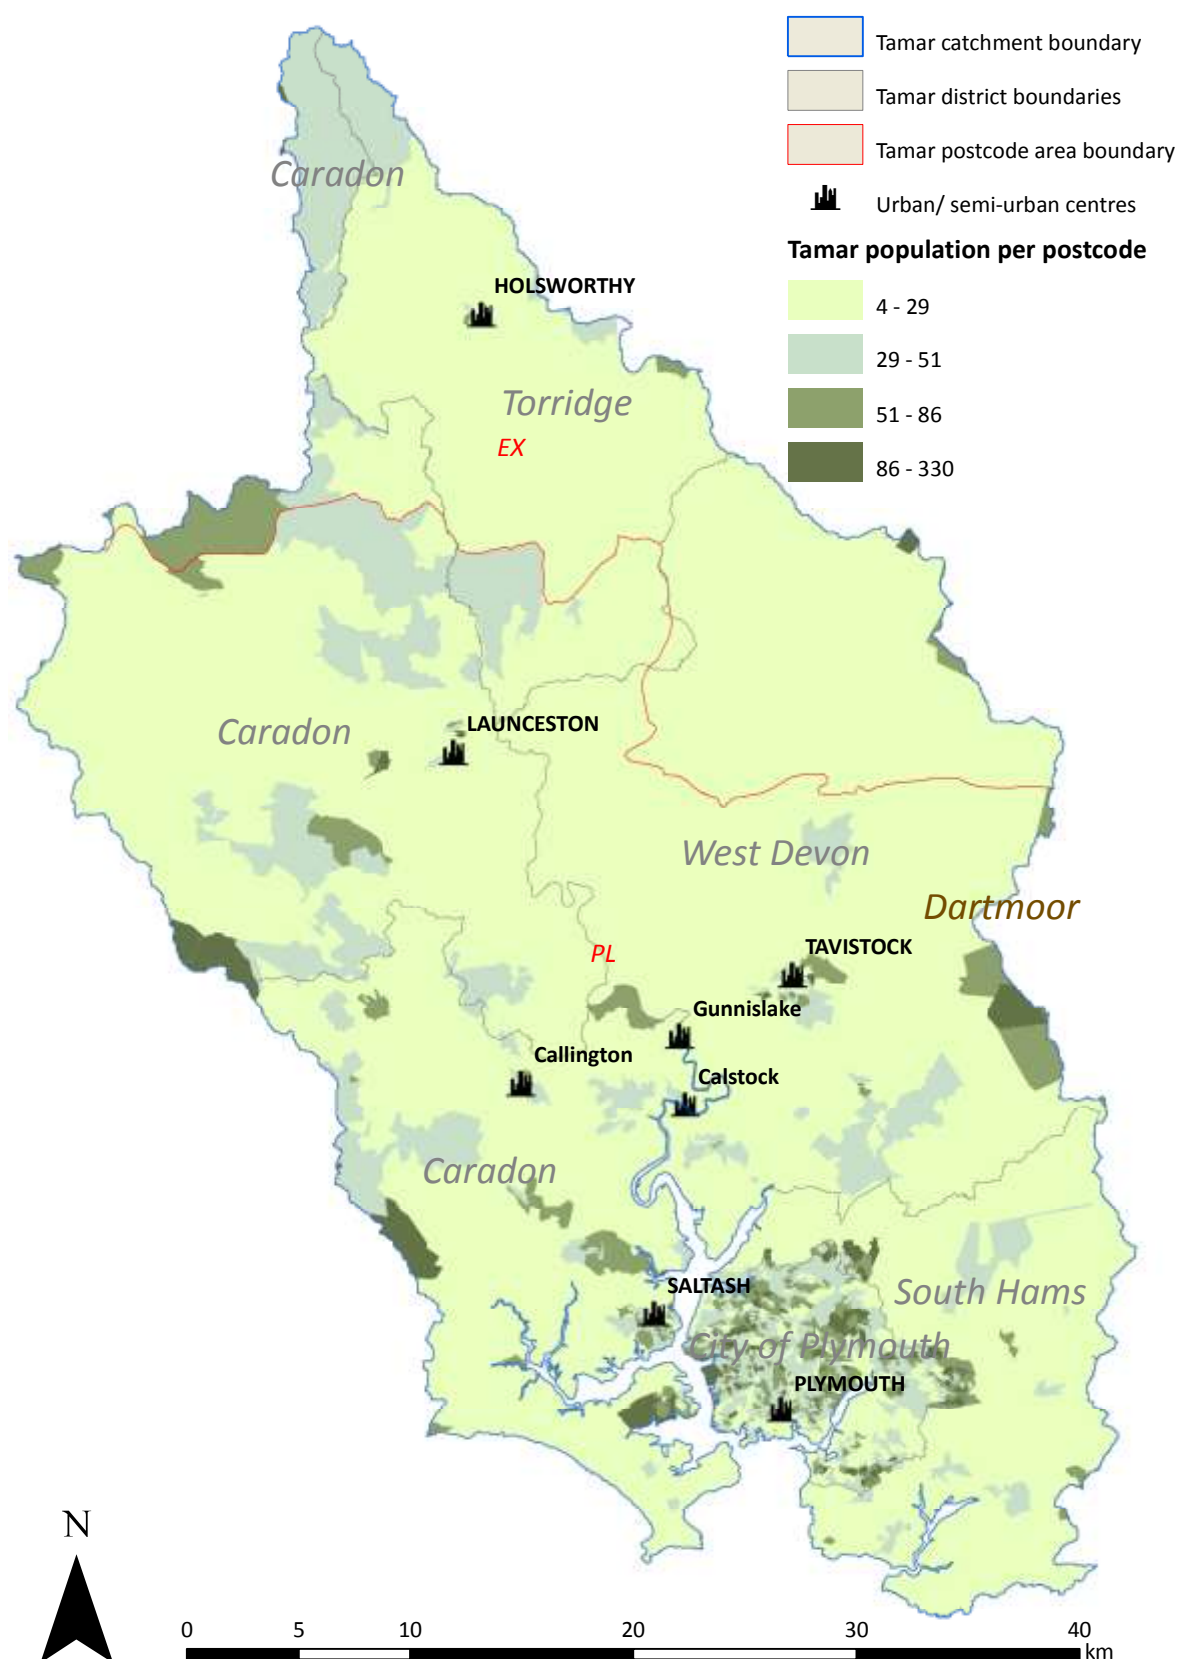 Tamar catchment boundary
Tamar district boundaries
Tamar postcode area boundary
Urban/ semi-urban centres
Tamar population per postcode
4 - 29
29 - 51
51 - 86
86 - 330
Caradon
HOLSWORTHY
Torridge
EX
LAUNCESTON
Caradon
West Devon
Dartmoor
TAVISTOCK
PL
Gunnislake
Callington
Calstock
Caradon
SALTASH
South Hams
City of Plymouth
PLYMOUTH
N
0 5 10 20 30 40
km